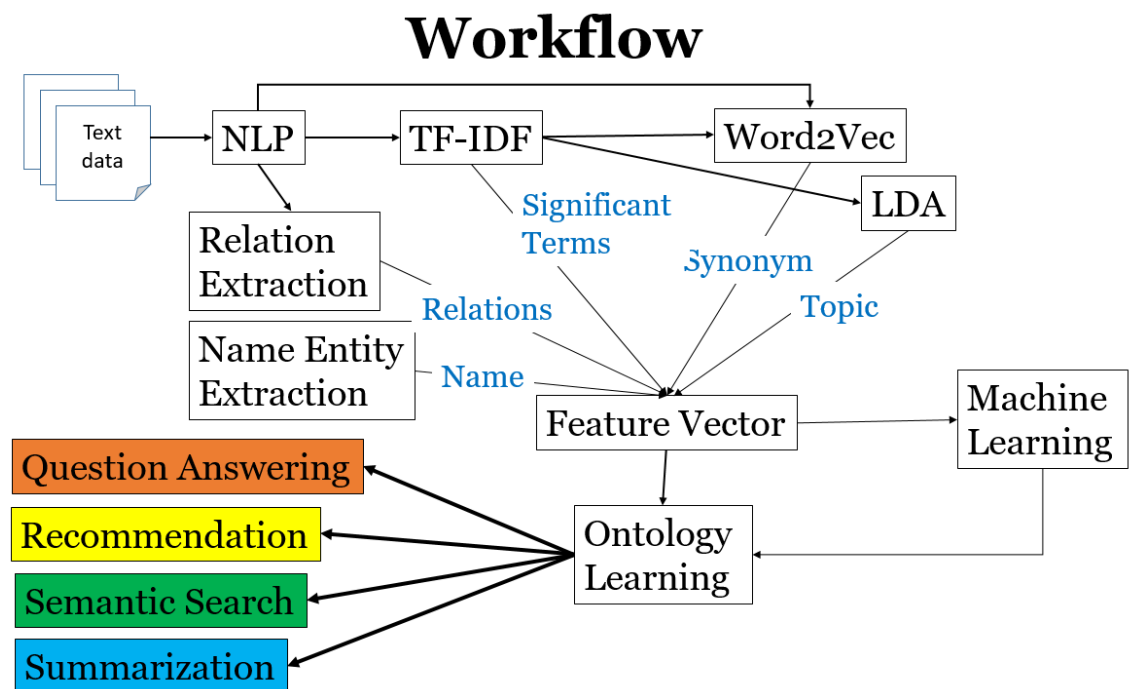 Workflow
Text
data
NLP
TF-IDF
Word2Vec
LDA
Significant
Terms
Relation
Extraction
Synonym
Relations
Topic
Name Entity
Extraction
Name
Feature Vector
Machine
Learning
Question Answering
Recommendation
Ontology
Learning
Semantic Search
Summarization